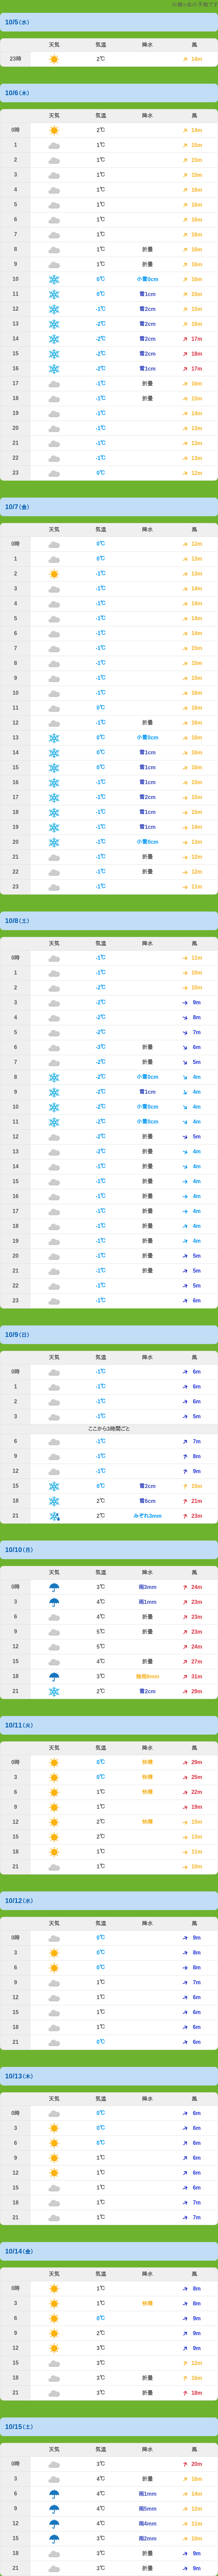 の予報です
10/5(水)
天気 気温 降水 風
23時 2℃ 14m
10/6(木)
天気 気温 降水 風
0時 2℃ 14m
1 1℃ 15m
2 1℃ 15m
3 1℃ 15m
4 1℃ 16m
5 1℃ 16m
6 1℃ 16m
7 1℃ 16m
8 1℃ 折曇 16m
9 1℃ 折曇 16m
10 0℃ 小雪0cm 16m
11 0℃ 雪1cm 15m
12 -1℃ 雪2cm 15m
13 -2℃ 雪2cm 16m
14 -2℃ 雪2cm 17m
15 -2℃ 雪2cm 18m
16 -2℃ 雪1cm 17m
17 -1℃ 折曇 16m
18 -1℃ 折曇 15m
19 -1℃ 14m
20 -1℃ 13m
21 -1℃ 13m
22 -1℃ 13m
23 0℃ 12m
10/7(金)
天気 気温 降水 風
0時 0℃ 12m
1 0℃ 13m
2 -1℃ 13m
3 -1℃ 14m
4 -1℃ 14m
5 -1℃ 14m
6 -1℃ 14m
7 -1℃ 15m
8 -1℃ 15m
9 -1℃ 15m
10 -1℃ 16m
11 0℃ 16m
12 -1℃ 折曇 16m
13 0℃ 小雪0cm 16m
14 0℃ 雪1cm 16m
15 0℃ 雪1cm 16m
16 -1℃ 雪1cm 15m
17 -1℃ 雪2cm 15m
18 -1℃ 雪1cm 15m
19 -1℃ 雪1cm 14m
20 -1℃ 小雪0cm 13m
21 -1℃ 折曇 12m
22 -1℃ 折曇 12m
23 -1℃ 11m
10/8(土)
天気 気温 降水 風
0時 -1℃ 11m
1 -1℃ 10m
2 -2℃ 10m
3 -2℃ 9m
4 -2℃ 8m
5 -2℃ 7m
6 -3℃ 折曇 6m
7 -2℃ 折曇 5m
8 -2℃ 小雪0cm 4m
9 -2℃ 雪1cm 4m
10 -2℃ 小雪0cm 4m
11 -2℃ 小雪0cm 4m
12 -2℃ 折曇 5m
13 -2℃ 折曇 4m
14 -1℃ 折曇 4m
15 -1℃ 折曇 4m
16 -1℃ 折曇 4m
17 -1℃ 折曇 4m
18 -1℃ 折曇 4m
19 -1℃ 折曇 4m
20 -1℃ 折曇 5m
21 -1℃ 折曇 5m
22 -1℃ 5m
23 -1℃ 6m
10/9(日)
天気 気温 降水 風
0時 -1℃ 6m
1 -1℃ 6m
2 -1℃ 6m
3 -1℃ 5m
ここから3時間ごと
6 -1℃ 7m
9 -1℃ 8m
12 -1℃ 9m
15 0℃ 雪2cm 15m
18 2℃ 雪6cm 21m
21 2℃ みぞれ3mm 23m
10/10(月)
天気 気温 降水 風
0時 3℃ 雨3mm 24m
3 4℃ 雨1mm 23m
6 4℃ 折曇 23m
9 5℃ 折曇 23m
12 5℃ 24m
15 4℃ 折曇 27m
18 3℃ 強雨8mm 31m
21 2℃ 雪2cm 29m
10/11(火)
天気 気温 降水 風
0時 0℃ 快晴 29m
3 0℃ 快晴 25m
6 1℃ 快晴 22m
9 1℃ 19m
12 2℃ 快晴 15m
15 2℃ 13m
18 1℃ 11m
21 1℃ 10m
10/12(水)
天気 気温 降水 風
0時 0℃ 9m
3 0℃ 8m
6 0℃ 8m
9 1℃ 7m
12 1℃ 6m
15 1℃ 6m
18 1℃ 6m
21 0℃ 6m
10/13(木)
天気 気温 降水 風
0時 0℃ 6m
3 0℃ 6m
6 0℃ 6m
9 1℃ 6m
12 1℃ 6m
15 1℃ 6m
18 1℃ 7m
21 1℃ 7m
10/14(金)
天気 気温 降水 風
0時 1℃ 8m
3 1℃ 快晴 8m
6 0℃ 9m
9 2℃ 9m
12 3℃ 9m
15 3℃ 12m
18 3℃ 折曇 16m
21 3℃ 折曇 18m
10/15(土)
天気 気温 降水 風
0時 3℃ 20m
3 4℃ 折曇 16m
6 4℃ 雨1mm 14m
9 4℃ 雨5mm 12m
12 4℃ 雨4mm 11m
15 3℃ 雨2mm 10m
18 3℃ 折曇 9m
21 3℃ 折曇 9m